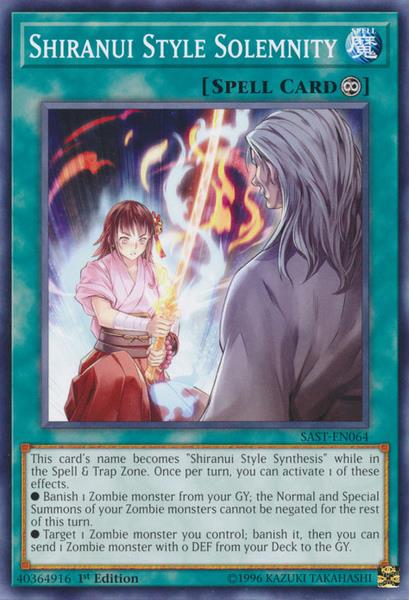 SHIRANUI STYLE SOLEMNITY
SPELL
魔
[SPELL CARD]
SAST-EN064
This card's name becomes "Shiranui Style Synthesis" while in
the Spell & Trap Zone. Once per turn, you can activate 1 of these
effects.
● Banish 1 Zombie monster from your GY; the Normal and Special
Summons of your Zombie monsters cannot be negated for the rest
of this turn.
● Target 1 Zombie monster you control; banish it, then you can
send 1 Zombie monster with 0 DEF from your Deck to the GY.
40364916 1st Edition ©1996 KAZUKI TAKAHASHI